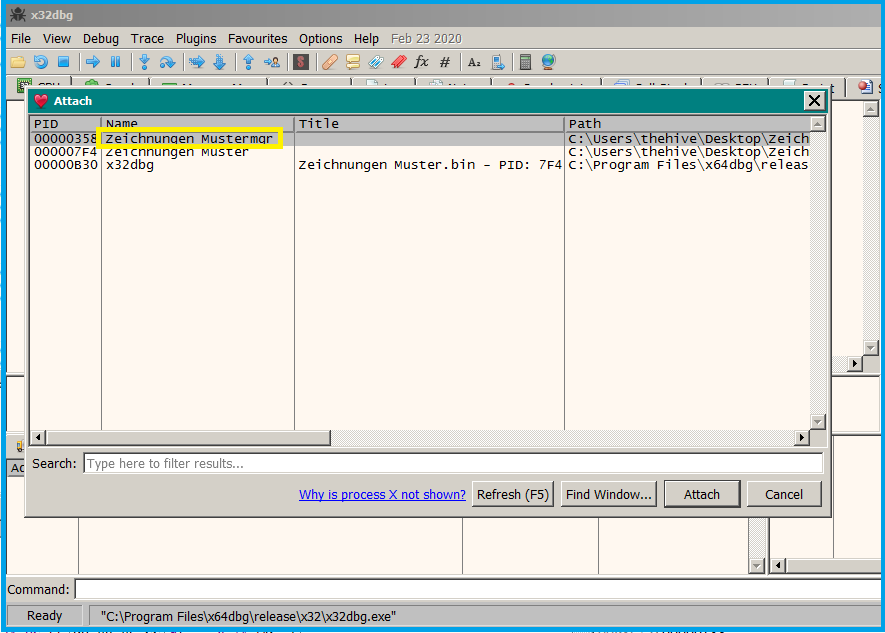 x32dbg
File View Debug Trace Plugins Favourites Options Help Feb 23 2020
Attach
PID Name Title Path
00000358 Zeichnungen Mustermgr C:\Users\thehive\Desktop\Zeich
000007F4 Zeichnungen Muster C:\Users\thehive\Desktop\Zeich
00000B30 x32dbg Zeichnungen Muster.bin - PID: 7F4 C:\Program Files\x64dbg\releas
Search: Type here to filter results...
Why is process X not shown? Refresh (F5) Find Window... Attach Cancel
Command:
Ready "C:\Program Files\x64dbg\release\x32\x32dbg.exe"